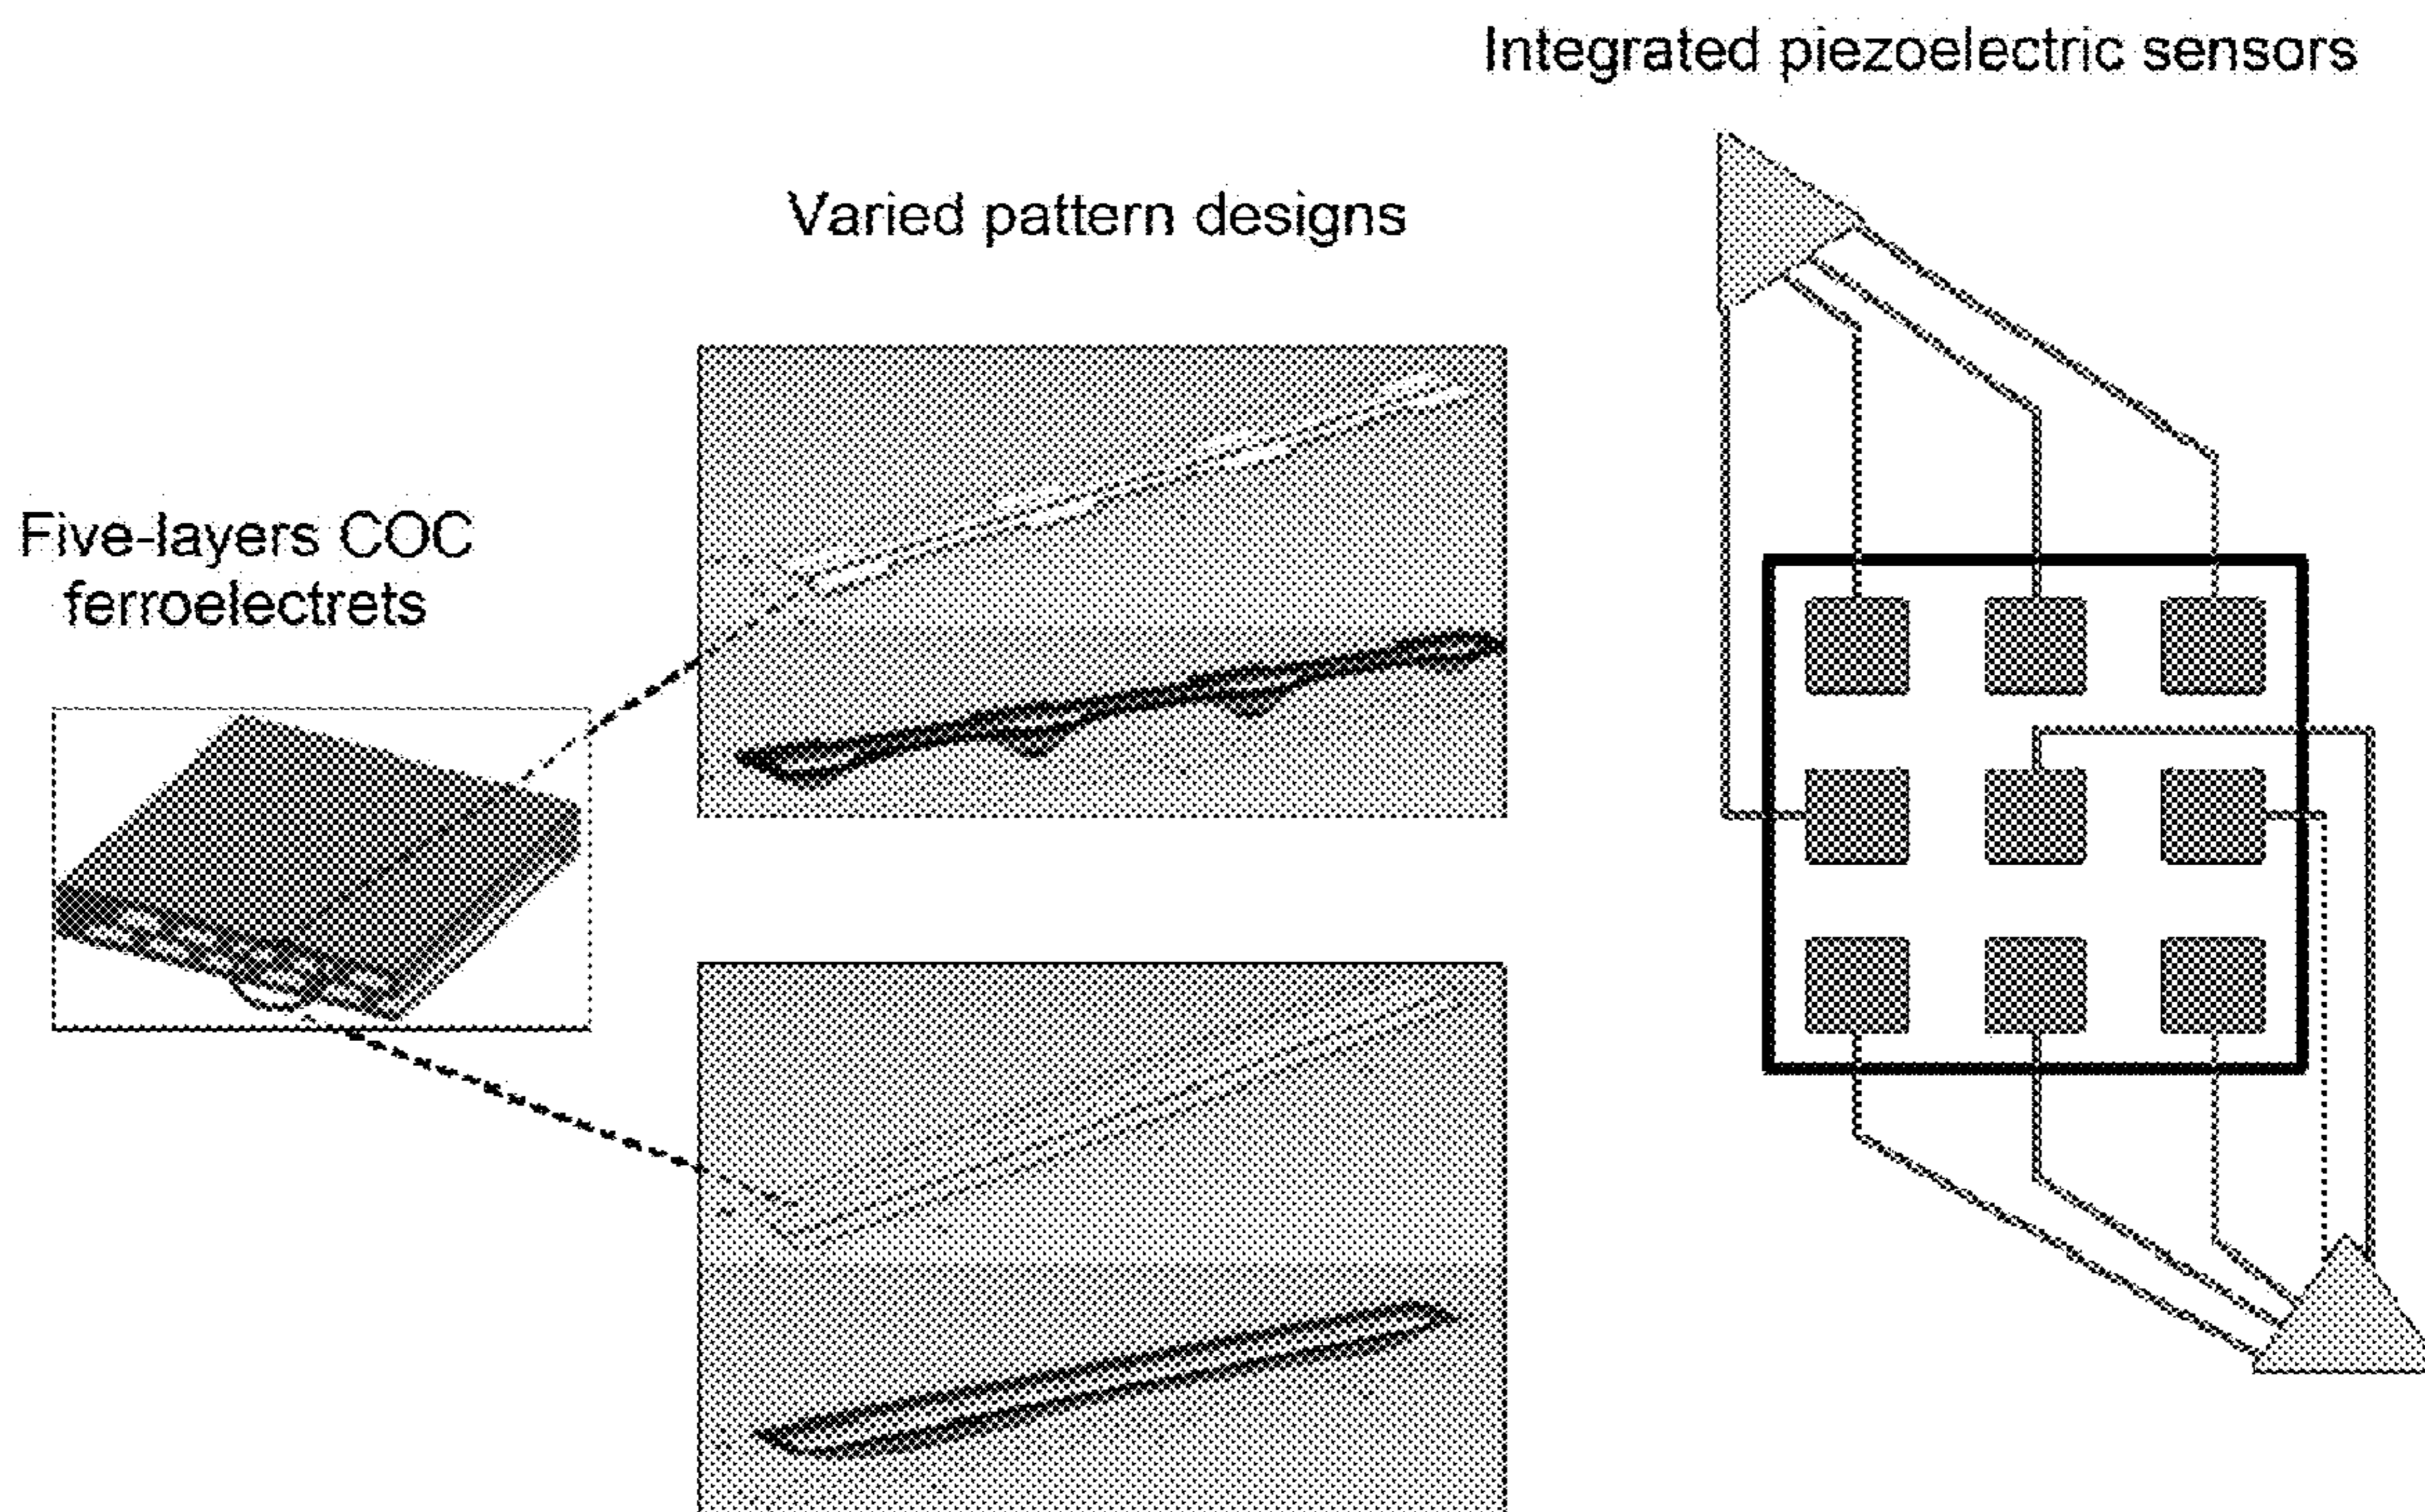 Integrated piezoelectric sensors
Varied pattern designs
Five-layers COC
ferroelectrets